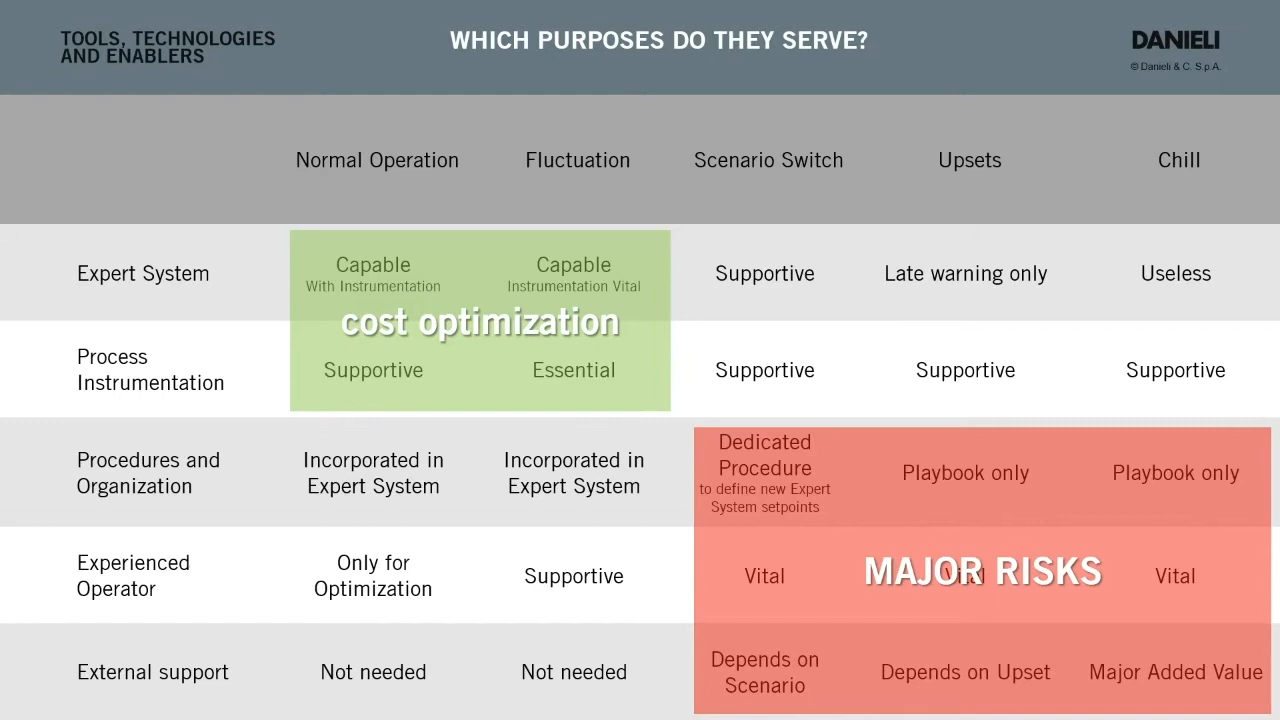 TOOLS, TECHNOLOGIES
AND ENABLERS
WHICH PURPOSES DO THEY SERVE?
DANIELI
© Danieli & C. S.p.A.
Normal Operation Fluctuation Scenario Switch Upsets Chill
Expert System
Capable
With Instrumentation
Capable
Instrumentation Vital
Supportive
Late warning only
Useless
cost optimization
Process
Instrumentation
Supportive
Essential
Supportive
Supportive
Supportive
Procedures and
Organization
Incorporated in
Expert System
Incorporated in
Expert System
Dedicated
Procedure
to define new Expert
System setpoints
Playbook only
Playbook only
Experienced
Operator
Only for
Optimization
Supportive
Vital
Vital
MAJOR RISKS
Vital
External support
Not needed
Not needed
Depends on
Scenario
Depends on Upset
Major Added Value